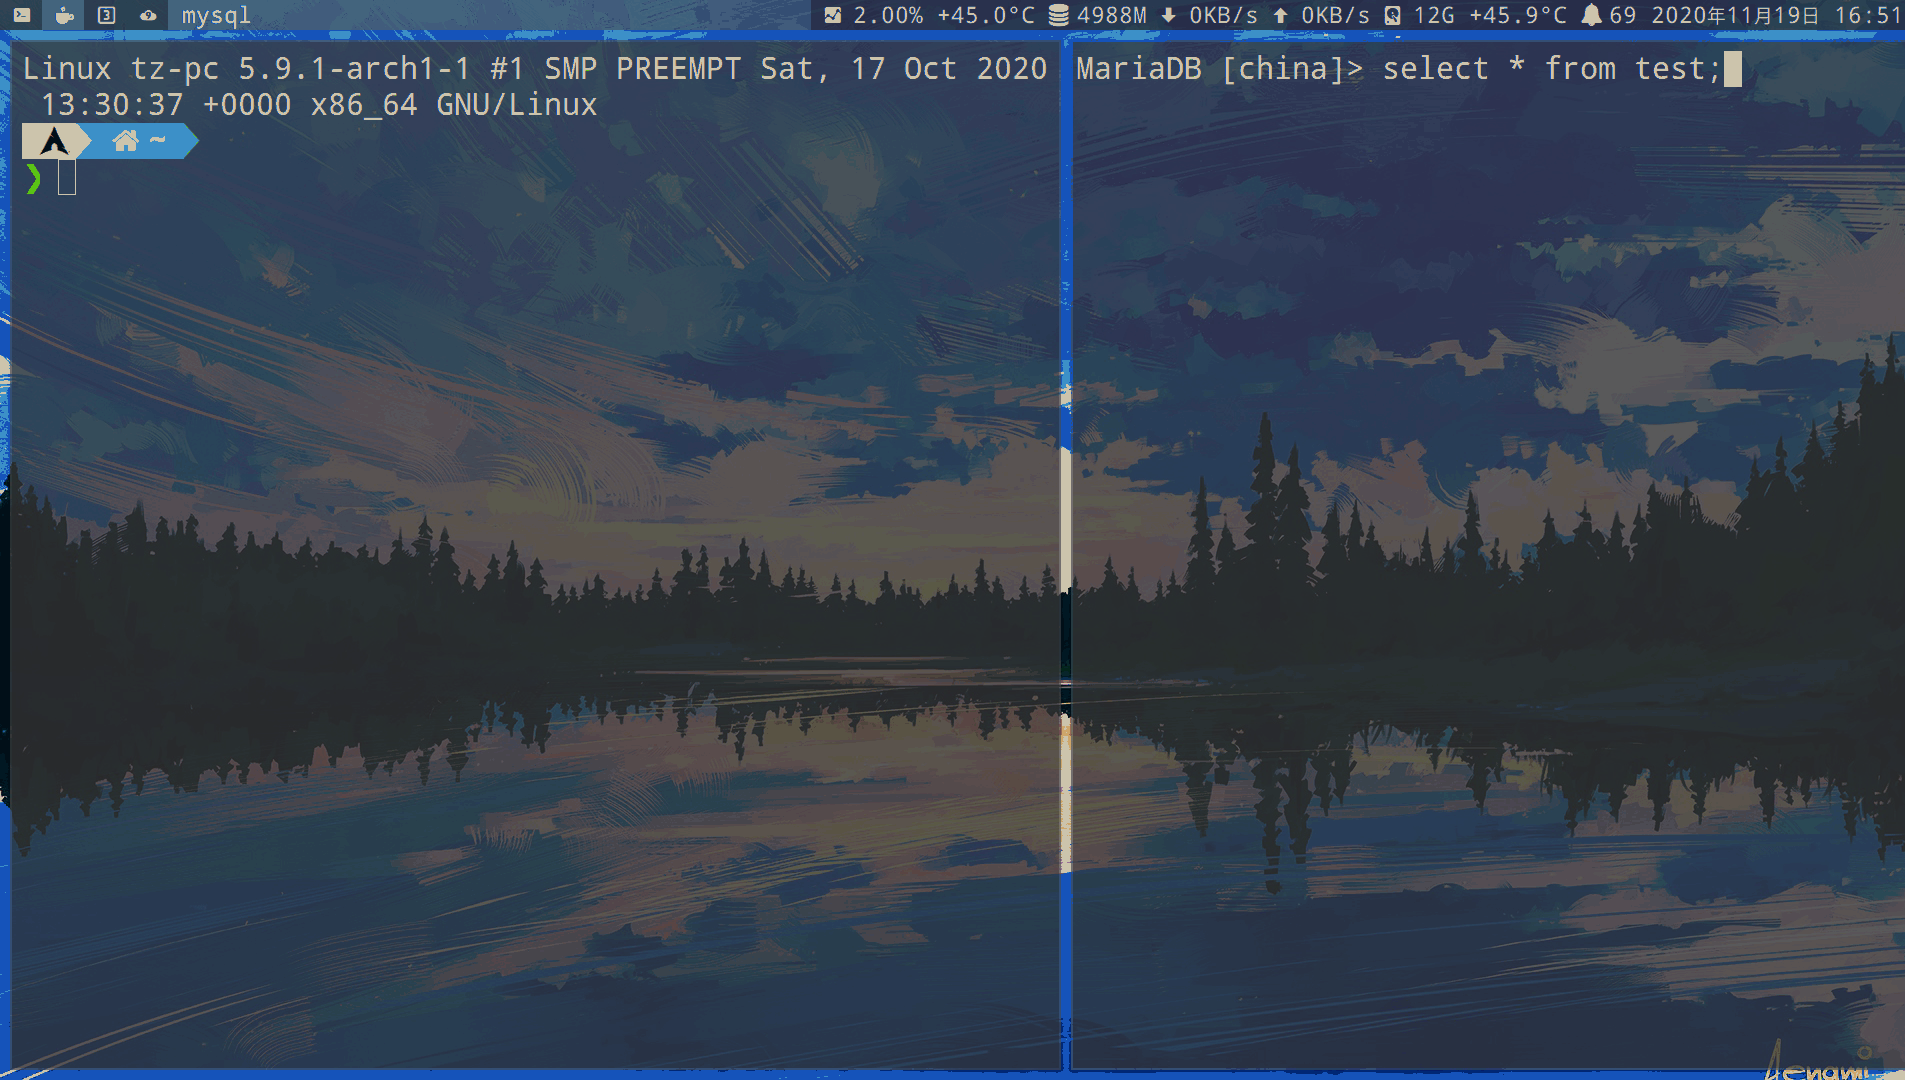 3
mysql
2.00% +45.0°C 4988M 0KB/s 0KB/s 12G +45.9°C 69 2020年11月19日 16:51
Linux tz-pc 5.9.1-arch1-1 #1 SMP PREEMPT Sat, 17 Oct 2020
13:30:37 +0000 x86_64 GNU/Linux
~
❯
MariaDB [china]> select * from test;
Aenami